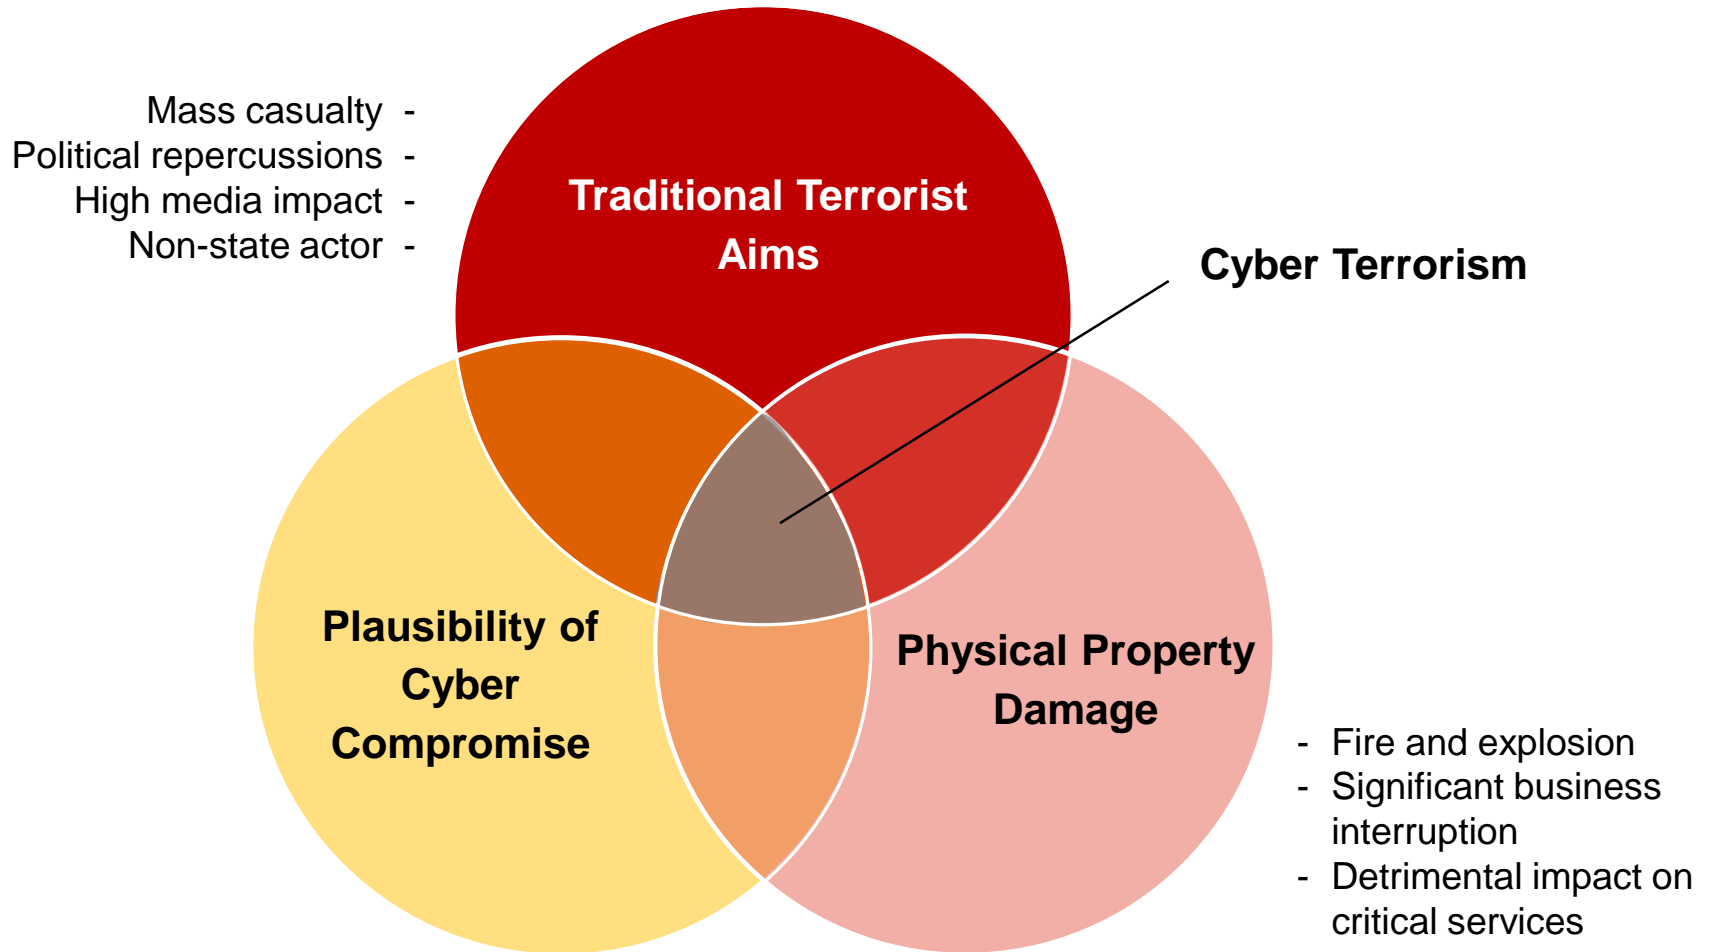 Mass casualty -
Political repercussions -
High media impact -
Non-state actor -
Traditional Terrorist
Aims
Cyber Terrorism
Plausibility of
Cyber
Compromise
Physical Property
Damage
- Fire and explosion
- Significant business
interruption
- Detrimental impact on
critical services